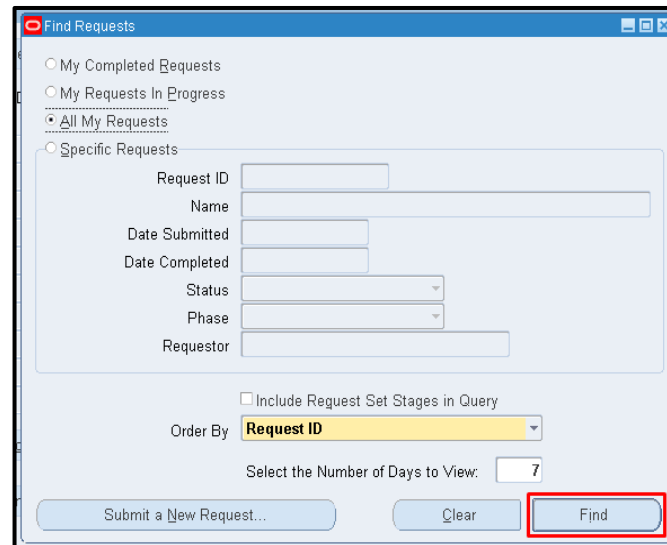 Find Requests
My Completed Requests
My Requests In Progress
All My Requests
Specific Requests
Request ID
Name
Date Submitted
Date Completed
Status
Phase
Requestor
Include Request Set Stages in Query
Order By Request ID
Select the Number of Days to View: 7
Submit a New Request... Clear Find